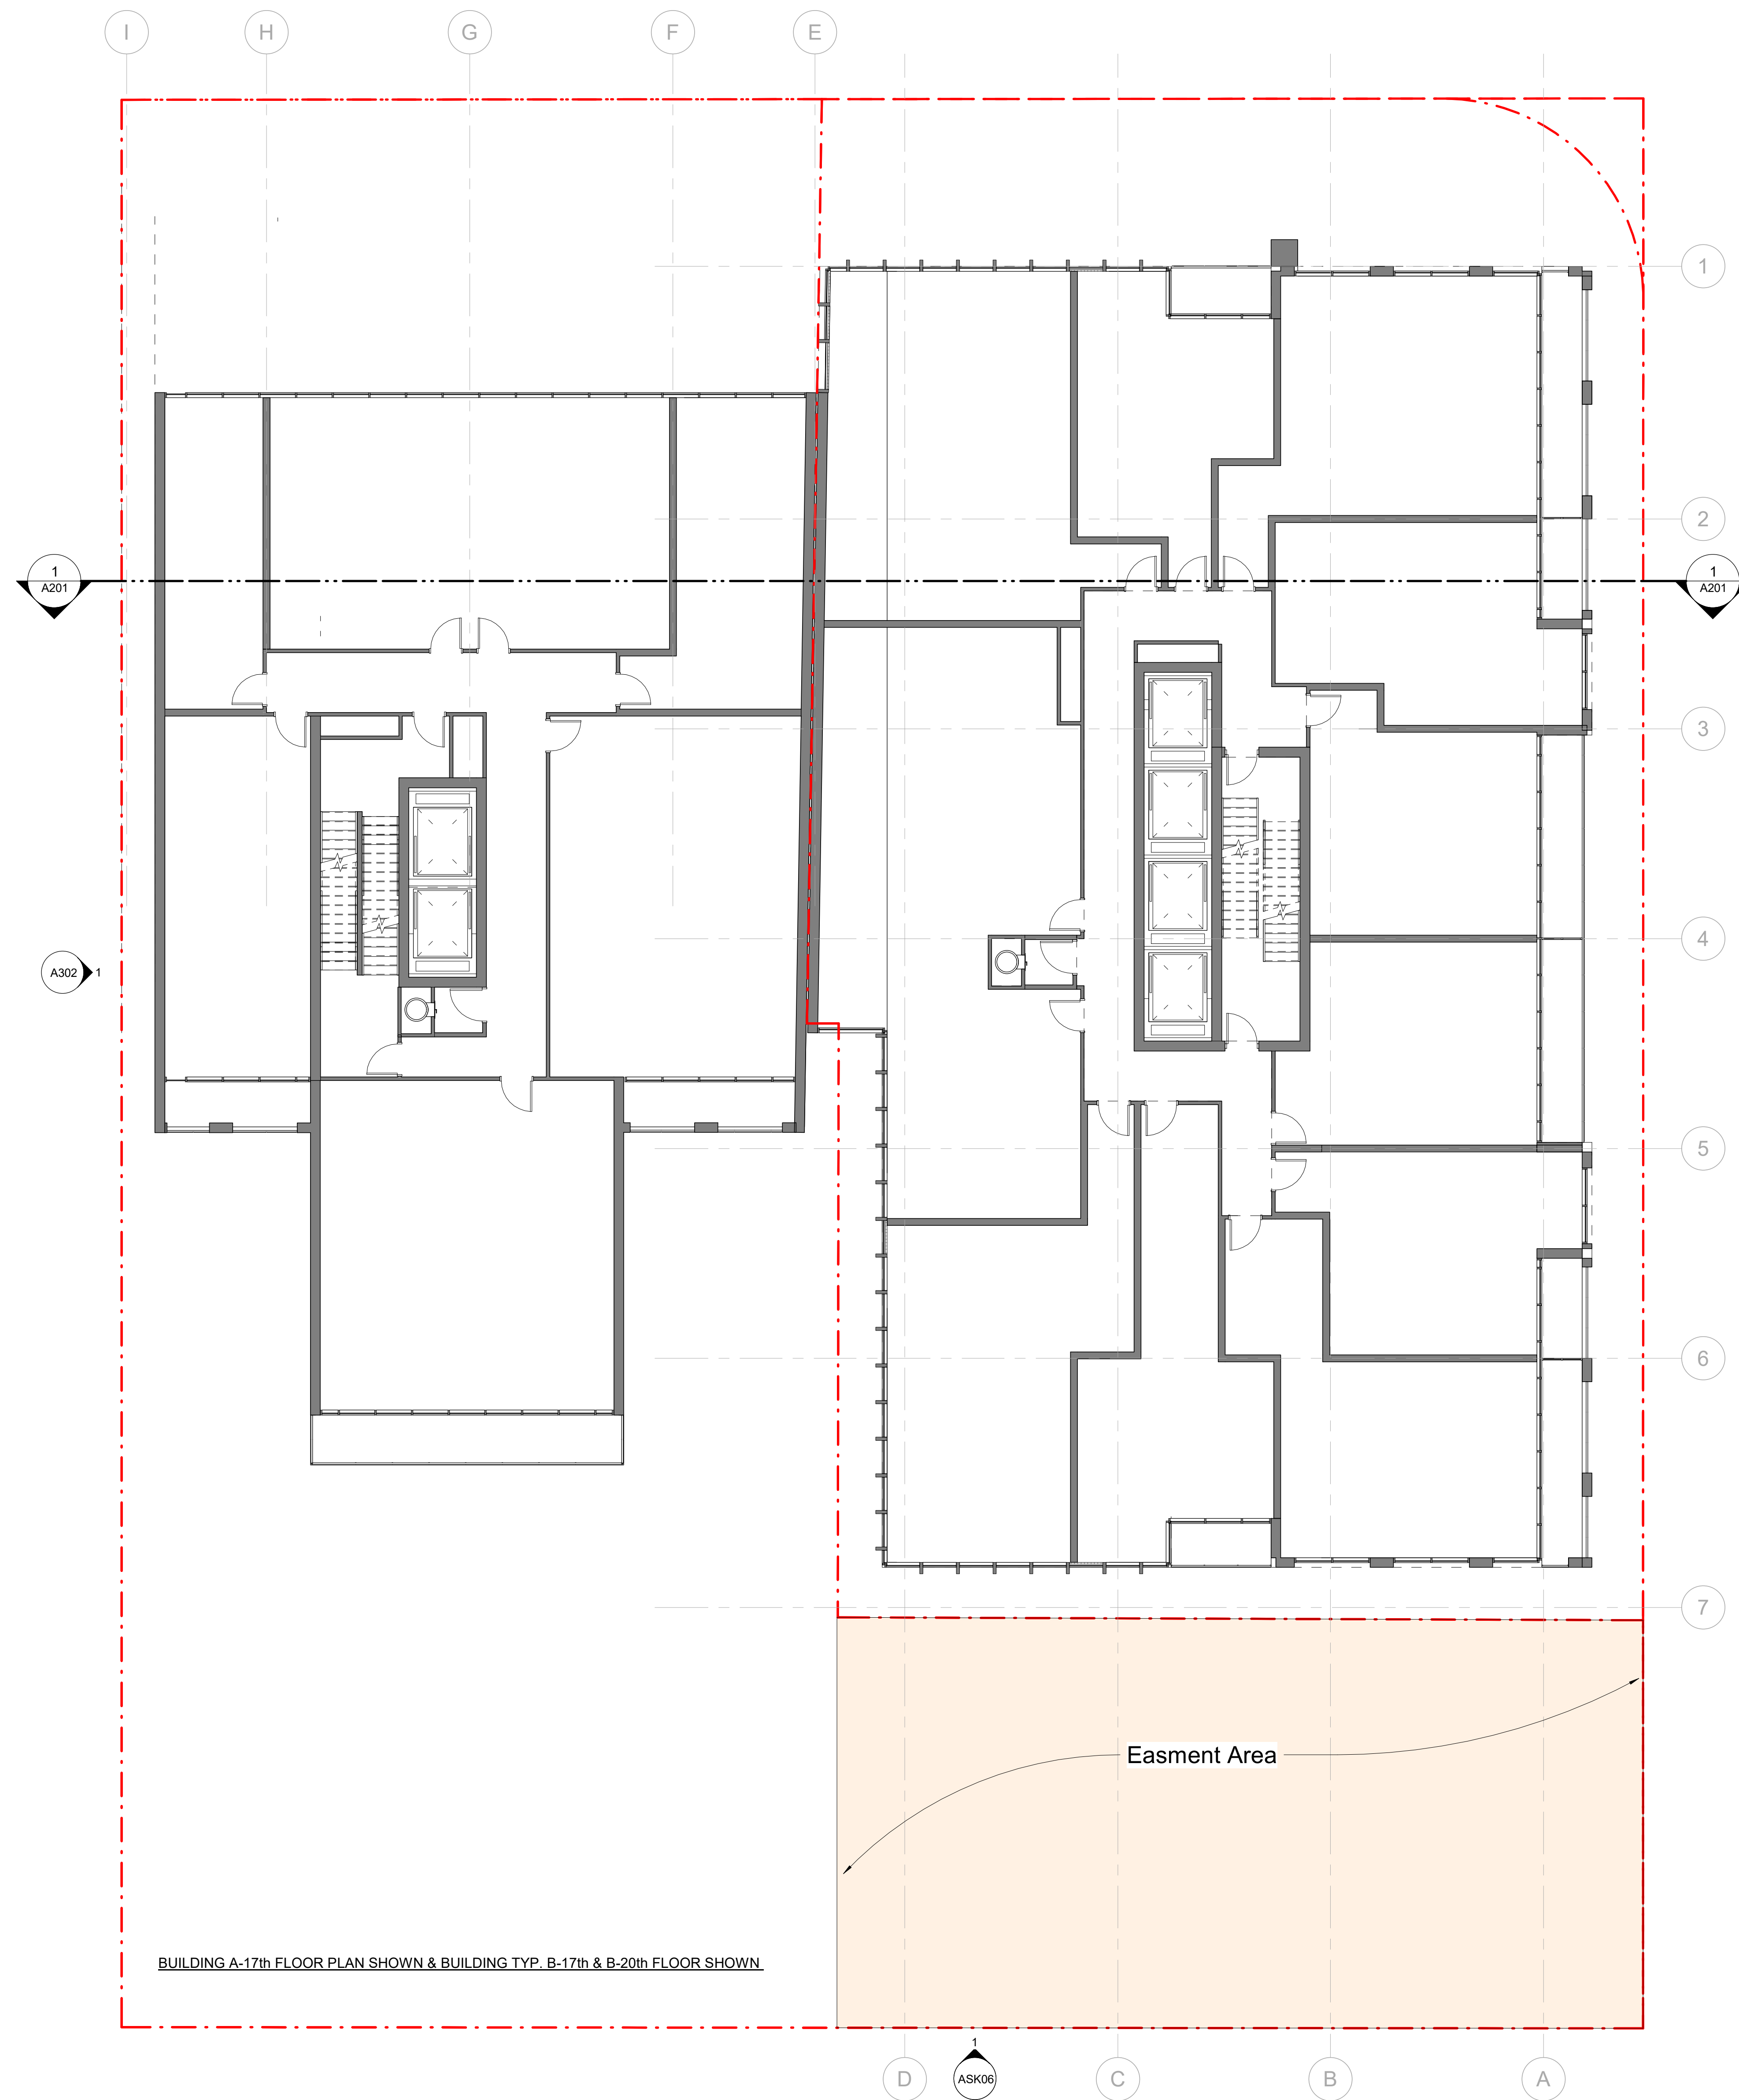 I
H
G
F
E
1
2
1
A201
1
A201
3
4
A302
1
5
6
7
Easment Area
BUILDING A-17th FLOOR PLAN SHOWN & BUILDING TYP. B-17th & B-20th FLOOR SHOWN
1
ASK06
D
C
B
A